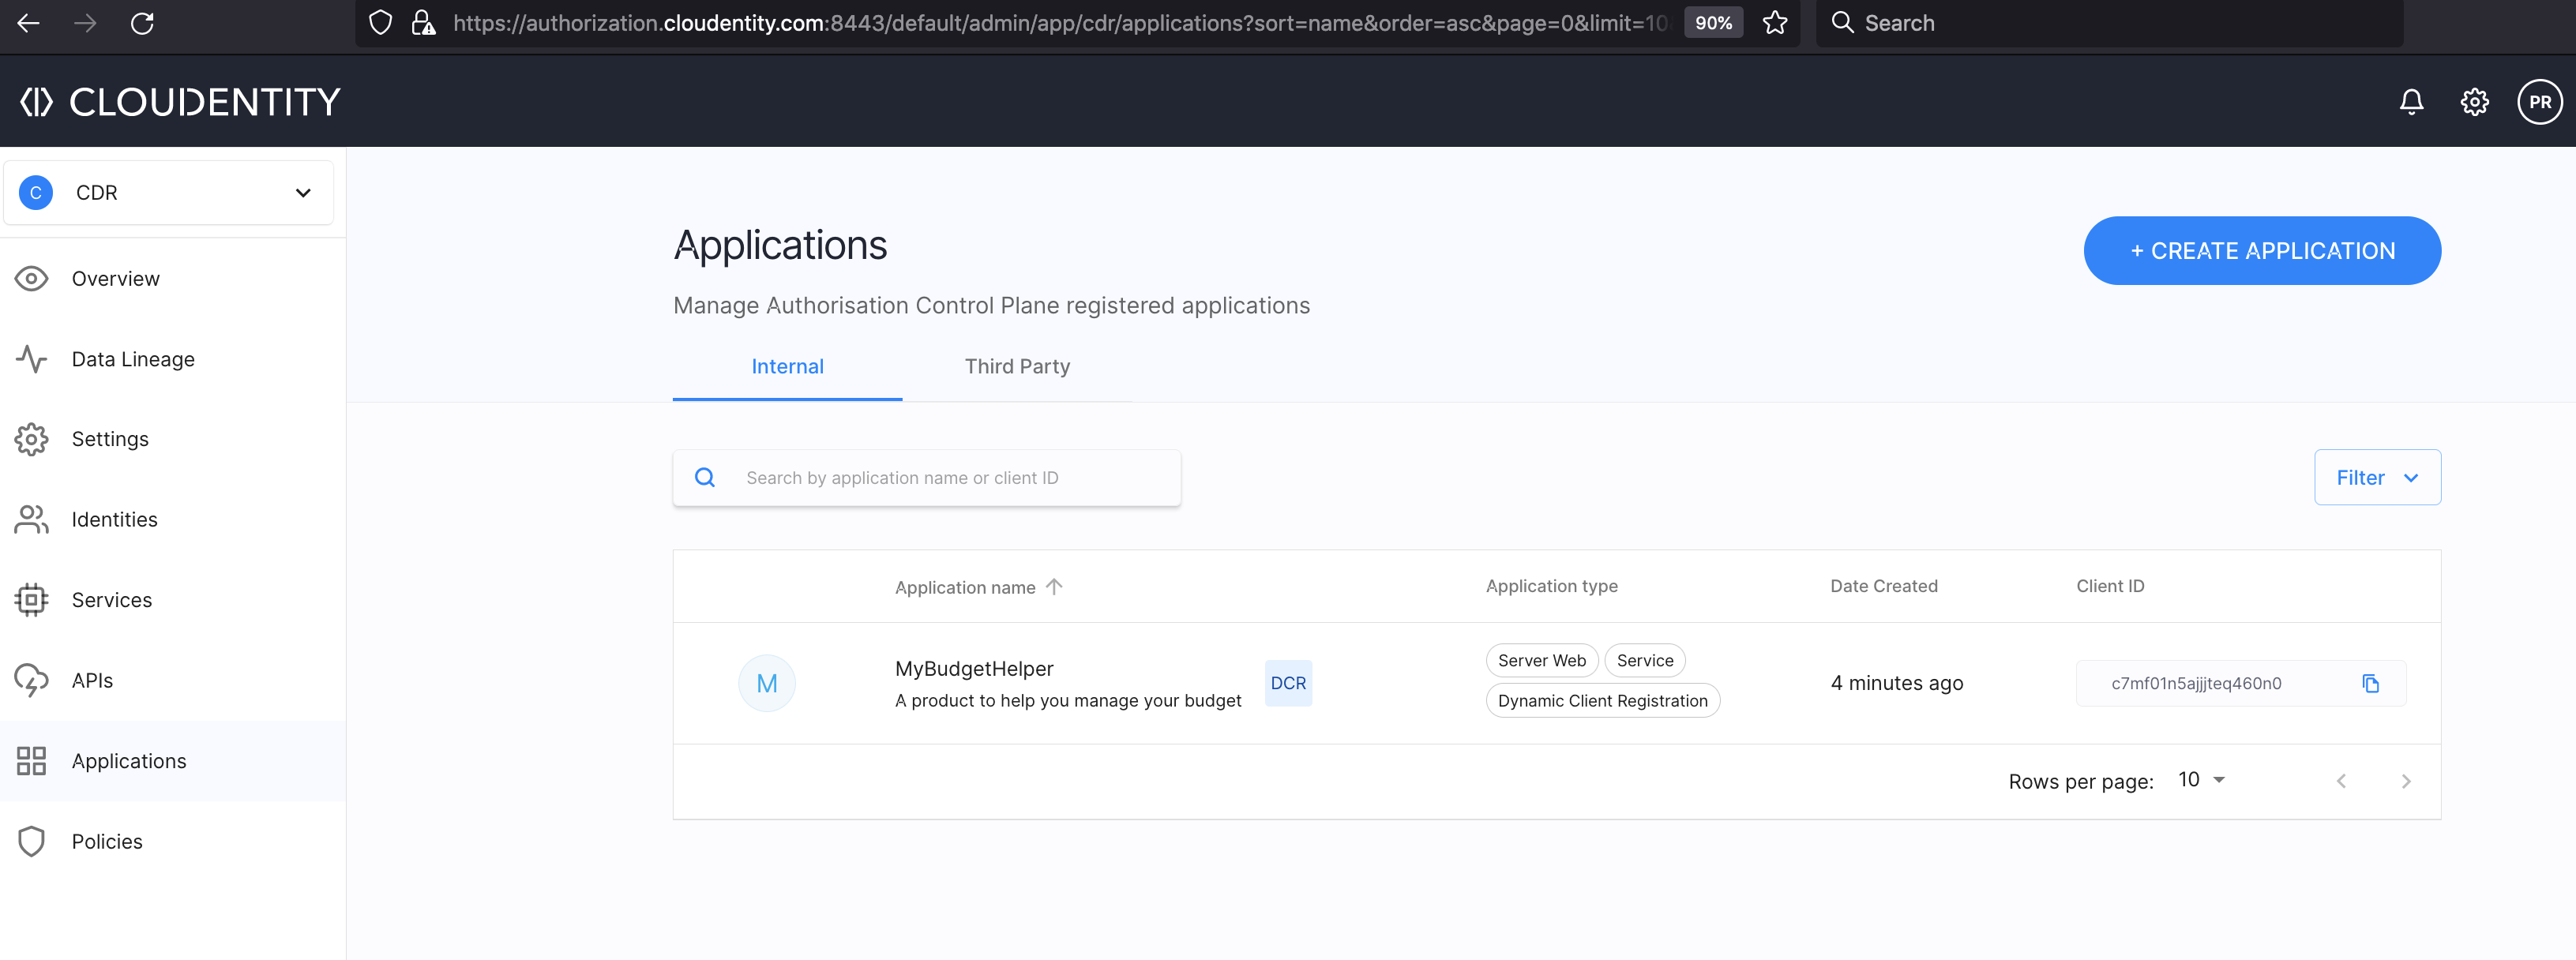 https://authorization.cloudentity.com:8443/default/admin/app/cdr/applications?sort=name&order=asc&page=0&limit=10
90%
Search
CLOUDENTITY
PR
C CDR
Overview
Data Lineage
Settings
Identities
Services
APIs
Applications
Policies
Applications
+ CREATE APPLICATION
Manage Authorisation Control Plane registered applications
Internal Third Party
Search by application name or client ID
Filter
Application name Application type Date Created Client ID
M
MyBudgetHelper
A product to help you manage your budget
DCR
Server Web Service
Dynamic Client Registration
4 minutes ago
c7mf01n5ajjjteq460n0
Rows per page: 10